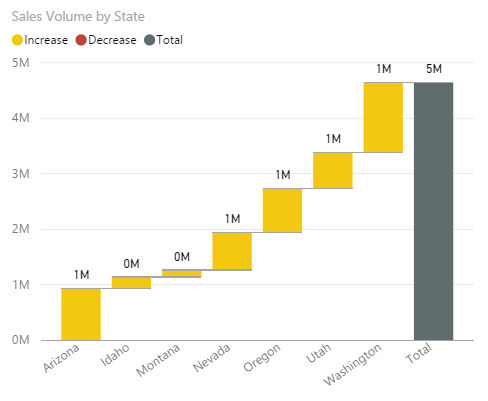 Sales Volume by State
Increase Decrease Total
5M
4M
3M
2M
1M
0M
1M
0M
0M
1M
1M
1M
1M
5M
Arizona
Idaho
Montana
Nevada
Oregon
Utah
Washington
Total